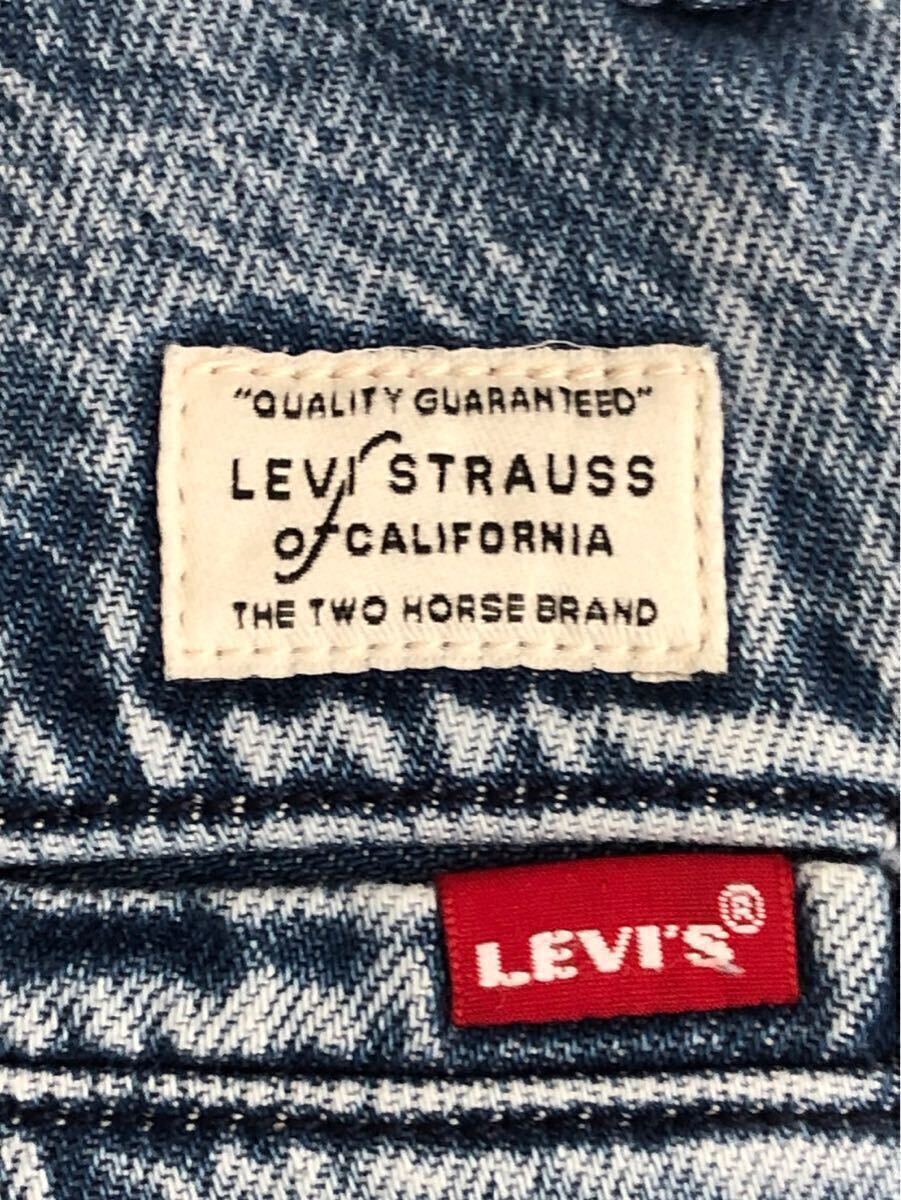 "QUALITY GUARANTEED"
LEVI STRAUSS
of CALIFORNIA
THE TWO HORSE BRAND
LEVI'S®